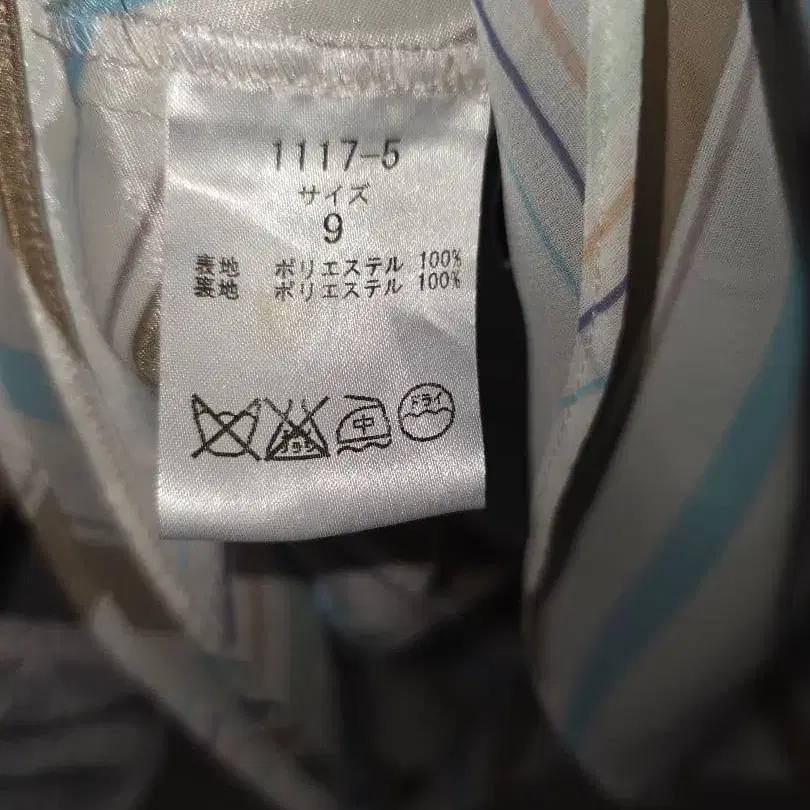 1117-5
サイズ
9
表地 ポリエステル 100%
裏地 ポリエステル 100%
中 ドライ